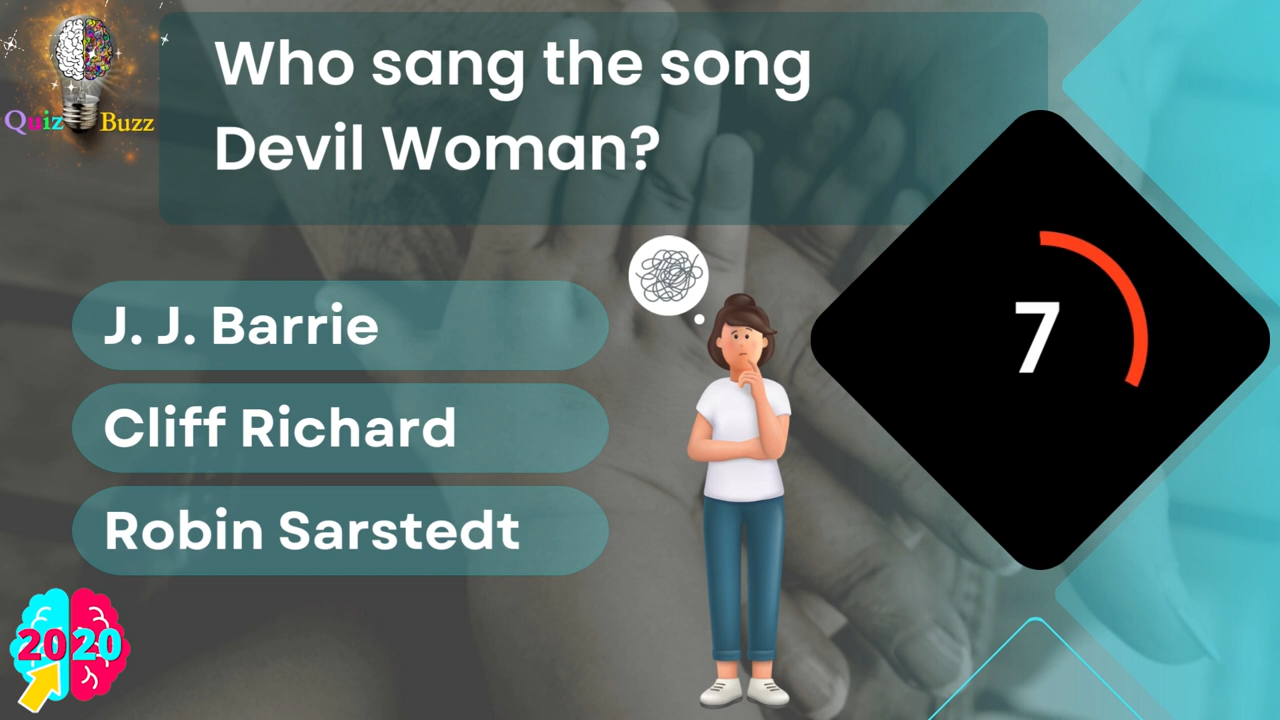 Quiz Buzz
Who sang the song
Devil Woman?
J. J. Barrie
Cliff Richard
Robin Sarstedt
7
2020